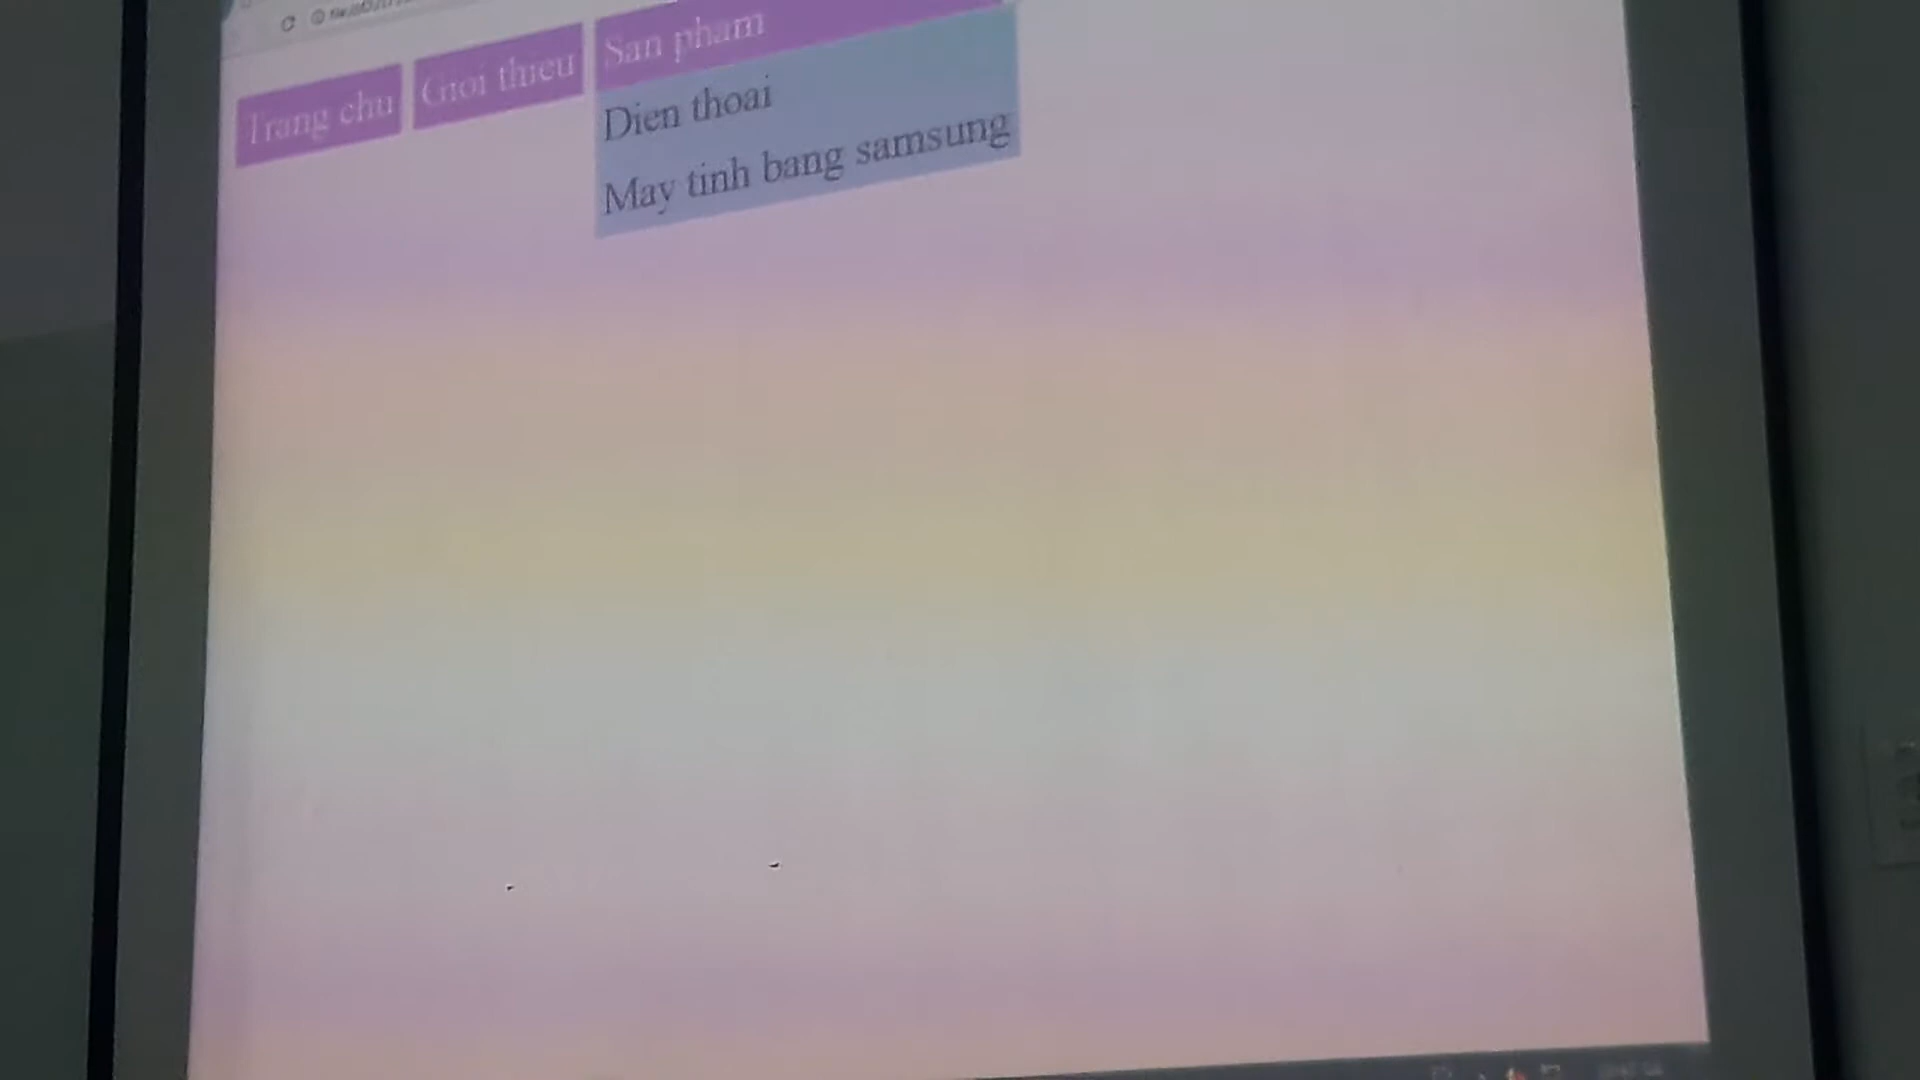 Trang chu
Gioi thieu
San pham
Dien thoai
May tinh bang samsung